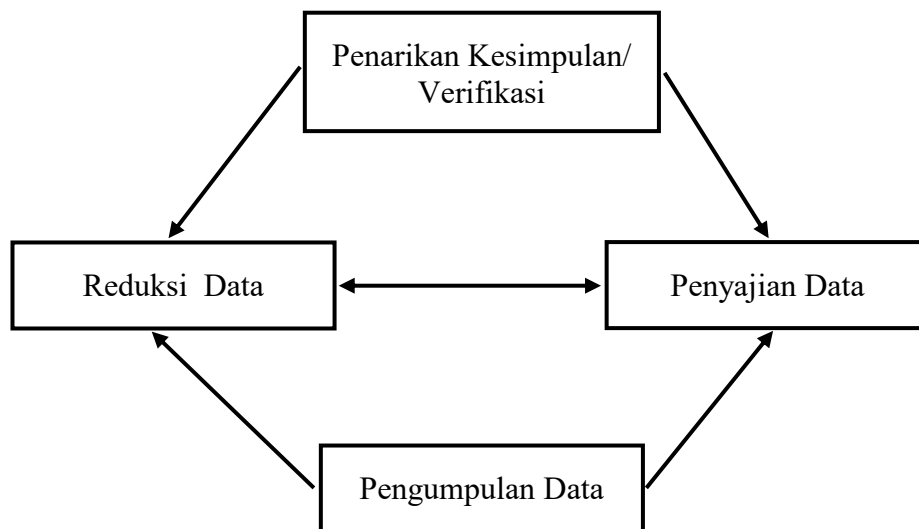 Penarikan Kesimpulan/
Verifikasi
Reduksi  Data
Penyajian Data
Pengumpulan Data